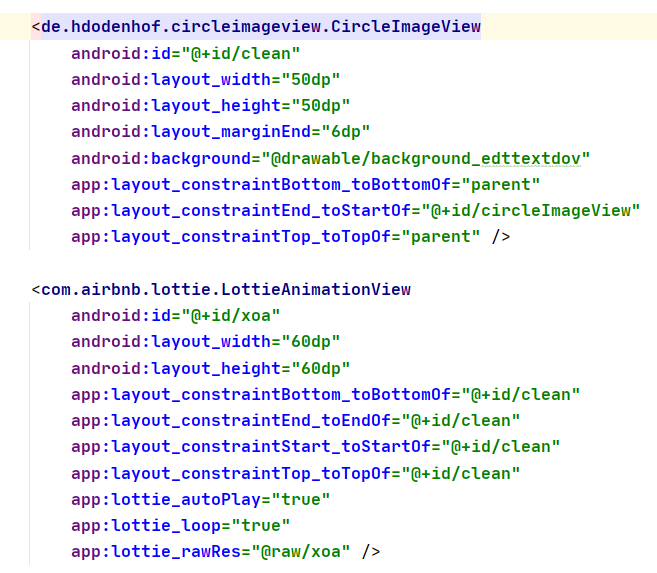 <de.hdodenhof.circleimageview.CircleImageView
    android:id="@+id/clean"
    android:layout_width="50dp"
    android:layout_height="50dp"
    android:layout_marginEnd="6dp"
    android:background="@drawable/background_edttextdov"
    app:layout_constraintBottom_toBottomOf="parent"
    app:layout_constraintEnd_toStartOf="@+id/circleImageView"
    app:layout_constraintTop_toTopOf="parent" />

<com.airbnb.lottie.LottieAnimationView
    android:id="@+id/xoa"
    android:layout_width="60dp"
    android:layout_height="60dp"
    app:layout_constraintBottom_toBottomOf="@+id/clean"
    app:layout_constraintEnd_toEndOf="@+id/clean"
    app:layout_constraintStart_toStartOf="@+id/clean"
    app:layout_constraintTop_toTopOf="@+id/clean"
    app:lottie_autoPlay="true"
    app:lottie_loop="true"
    app:lottie_rawRes="@raw/xoa" />